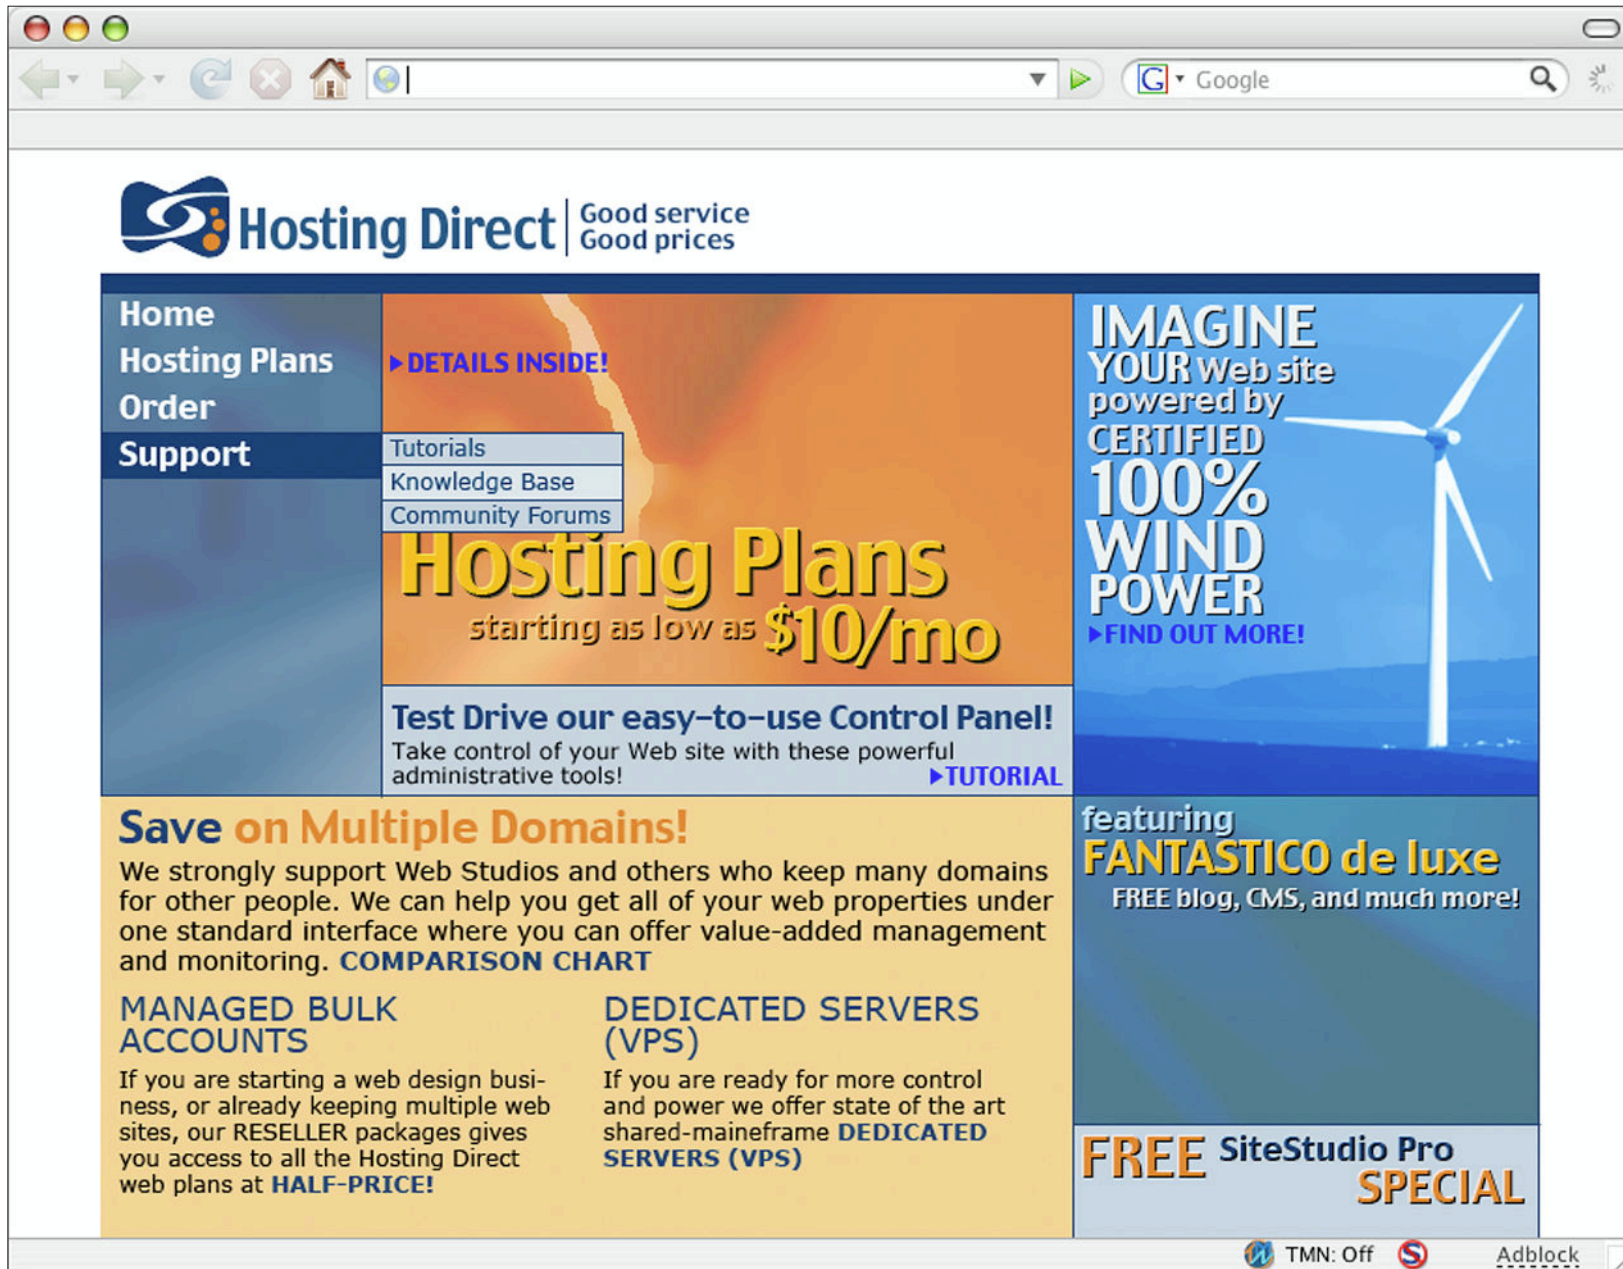 Google
Hosting Direct
Good service
Good prices
Home
Hosting Plans
Order
Support
▶DETAILS INSIDE!
Tutorials
Knowledge Base
Community Forums
Hosting Plans
starting as low as $10/mo
Test Drive our easy-to-use Control Panel!
Take control of your Web site with these powerful
administrative tools!
▶TUTORIAL
IMAGINE
YOUR Web site
powered by
CERTIFIED
100%
WIND
POWER
▶FIND OUT MORE!
Save on Multiple Domains!
We strongly support Web Studios and others who keep many domains
for other people. We can help you get all of your web properties under
one standard interface where you can offer value-added management
and monitoring. COMPARISON CHART
MANAGED BULK
ACCOUNTS
If you are starting a web design busi-
ness, or already keeping multiple web
sites, our RESELLER packages gives
you access to all the Hosting Direct
web plans at HALF-PRICE!
DEDICATED SERVERS
(VPS)
If you are ready for more control
and power we offer state of the art
shared-maineframe DEDICATED
SERVERS (VPS)
featuring
FANTASTICO de luxe
FREE blog, CMS, and much more!
FREE SiteStudio Pro
SPECIAL
TMN: Off
Adblock